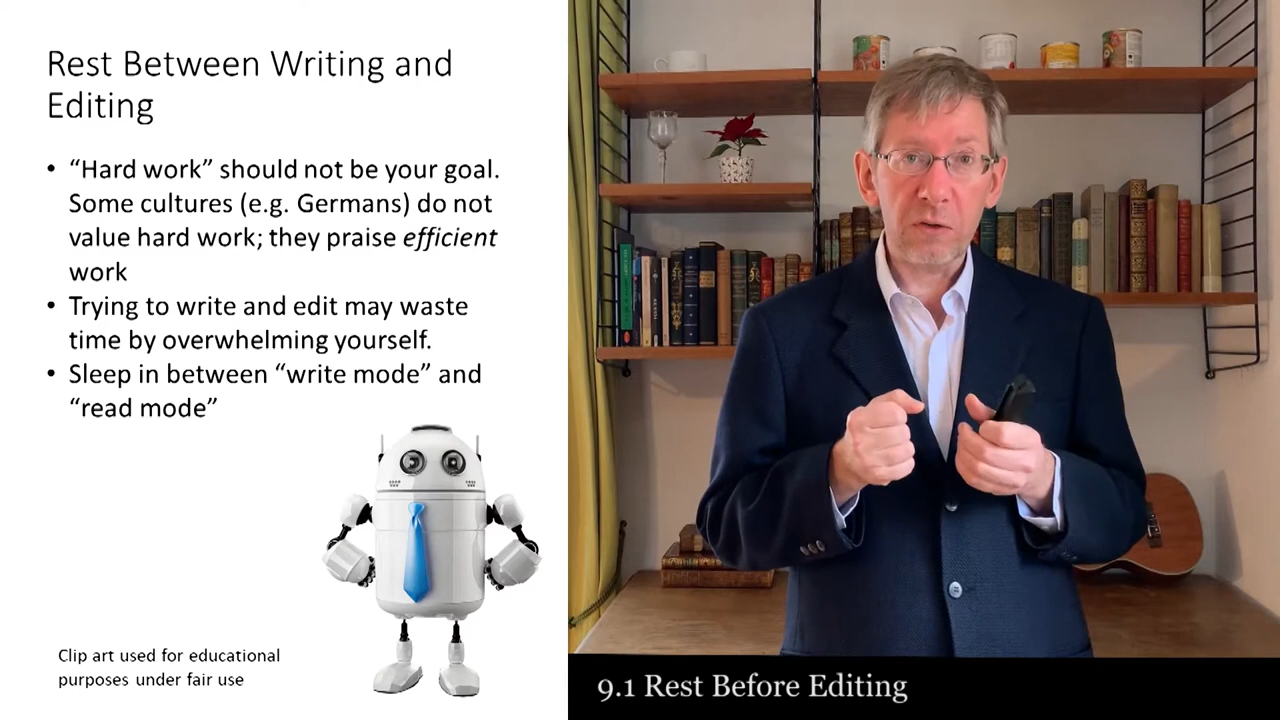 Rest Between Writing and
Editing
• “Hard work” should not be your goal.
Some cultures (e.g. Germans) do not
value hard work; they praise efficient
work
• Trying to write and edit may waste
time by overwhelming yourself.
• Sleep in between “write mode” and
“read mode”
Clip art used for educational
purposes under fair use
9.1 Rest Before Editing